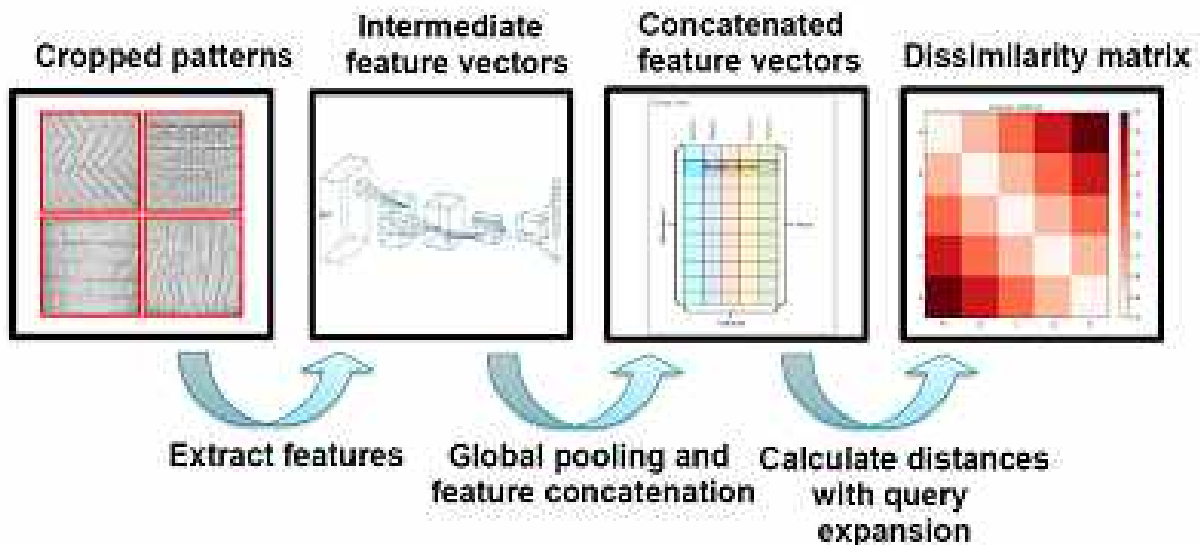 Cropped patterns
Intermediate
feature vectors
Concatenated
feature vectors
Dissimilarity matrix
Extract features
Global pooling and
feature concatenation
Calculate distances
with query
expansion